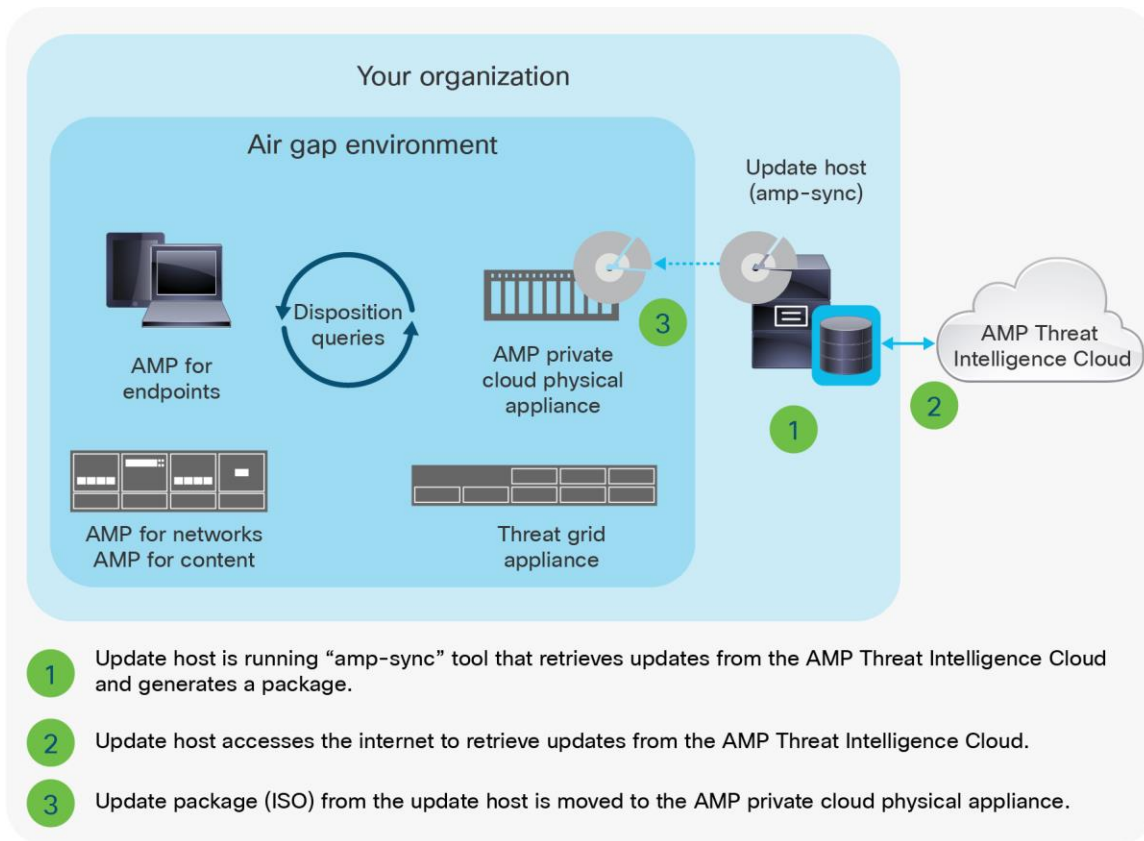 Your organization
Air gap environment
Update host
(amp-sync)
Disposition
queries
3
AMP for
endpoints
AMP private
cloud physical
appliance
1
2
AMP Threat
Intelligence Cloud
AMP for networks
AMP for content
Threat grid
appliance
1 Update host is running “amp-sync” tool that retrieves updates from the AMP Threat Intelligence Cloud
and generates a package.
2 Update host accesses the internet to retrieve updates from the AMP Threat Intelligence Cloud.
3 Update package (ISO) from the update host is moved to the AMP private cloud physical appliance.